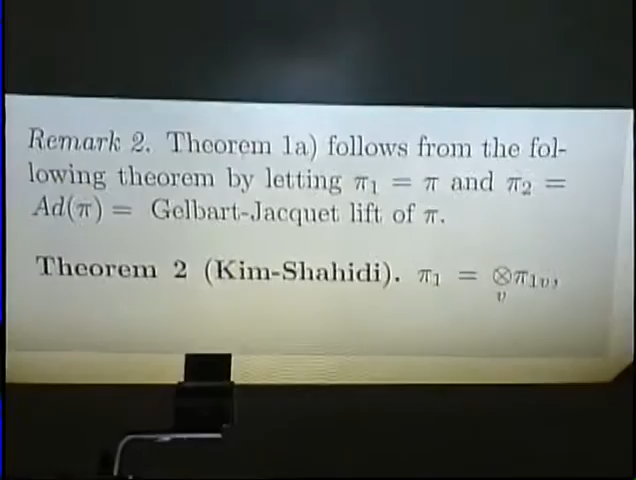 Remark 2. Theorem 1a) follows from the fol-
lowing theorem by letting π₁ = π and π₂ =
Ad(π) = Gelbart-Jacquet lift of π.
Theorem 2 (Kim-Shahidi). π₁ = ⊗π₁ᵥ,
v